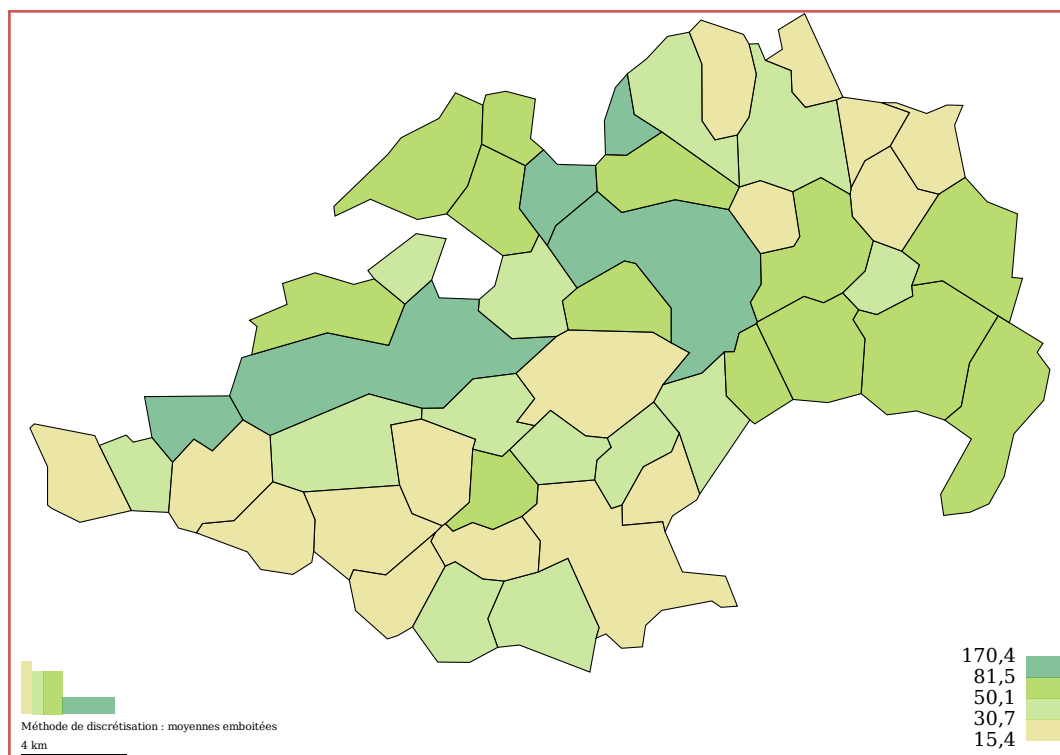 170,4
81,5
50,1
30,7
15,4
Méthode de discrétisation : moyennes emboitées
4 km